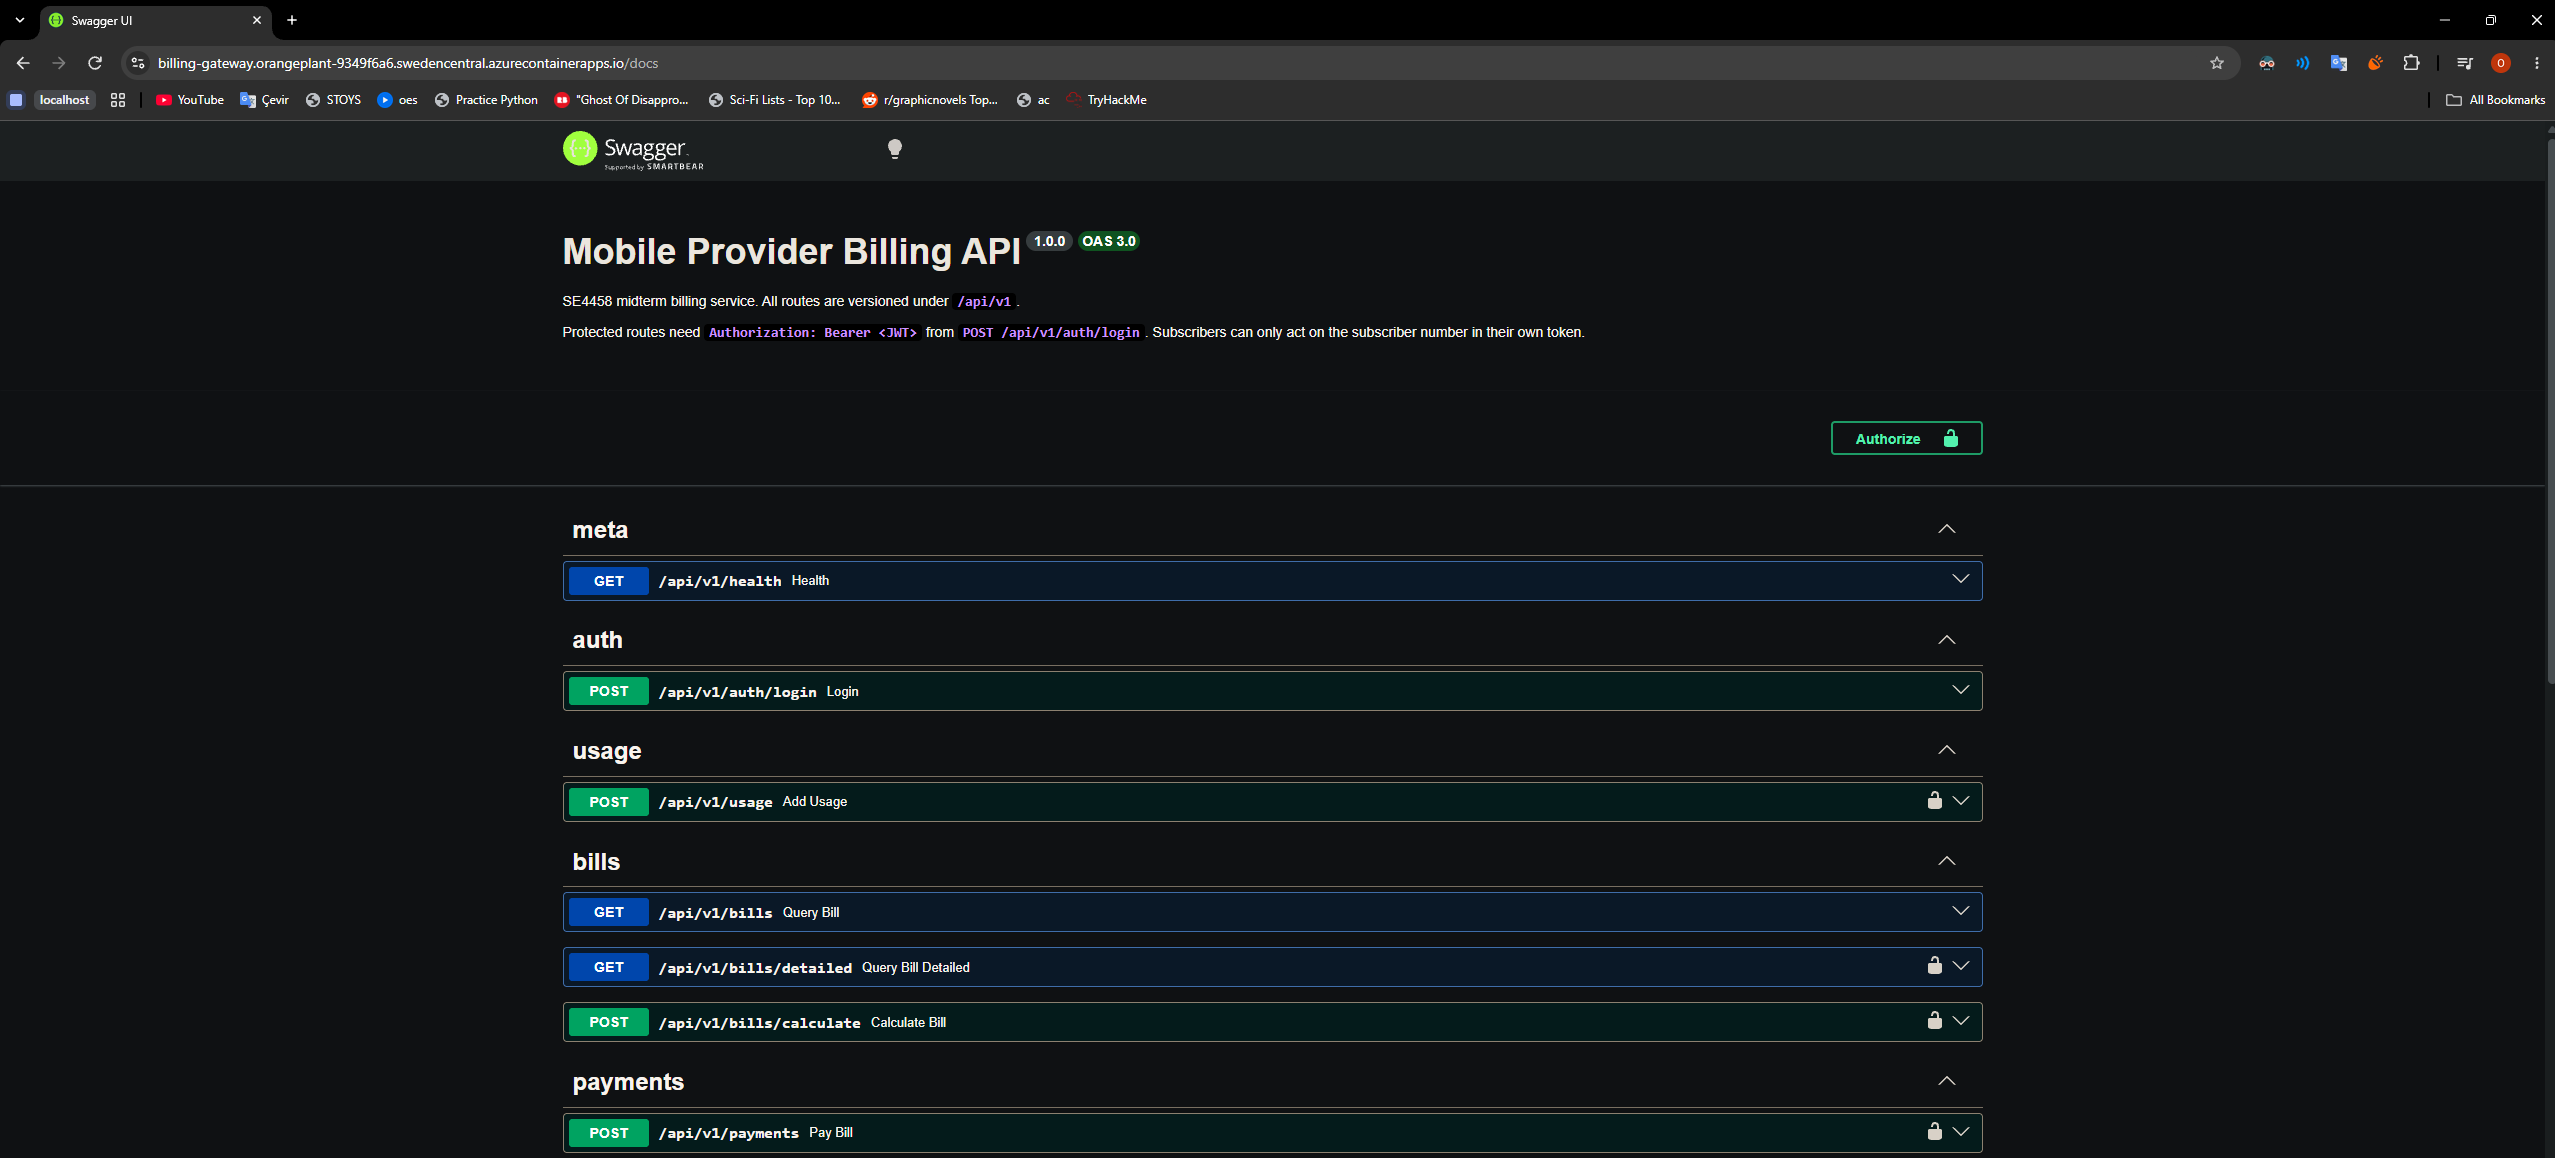 Swagger UI
billing-gateway.orangeplant-9349f6a6.swedencentral.azurecontainerapps.io/docs
O
localhost YouTube Çevir STOYS oes Practice Python "Ghost Of Disappro... Sci-Fi Lists - Top 10... r/graphicnovels Top... ac TryHackMe All Bookmarks
Swagger
Supported by SMARTBEAR
Mobile Provider Billing API 1.0.0 OAS 3.0
SE4458 midterm billing service. All routes are versioned under /api/v1 .
Protected routes need Authorization: Bearer <JWT> from POST /api/v1/auth/login . Subscribers can only act on the subscriber number in their own token.
Authorize
meta
GET /api/v1/health Health
auth
POST /api/v1/auth/login Login
usage
POST /api/v1/usage Add Usage
bills
GET /api/v1/bills Query Bill
GET /api/v1/bills/detailed Query Bill Detailed
POST /api/v1/bills/calculate Calculate Bill
payments
POST /api/v1/payments Pay Bill